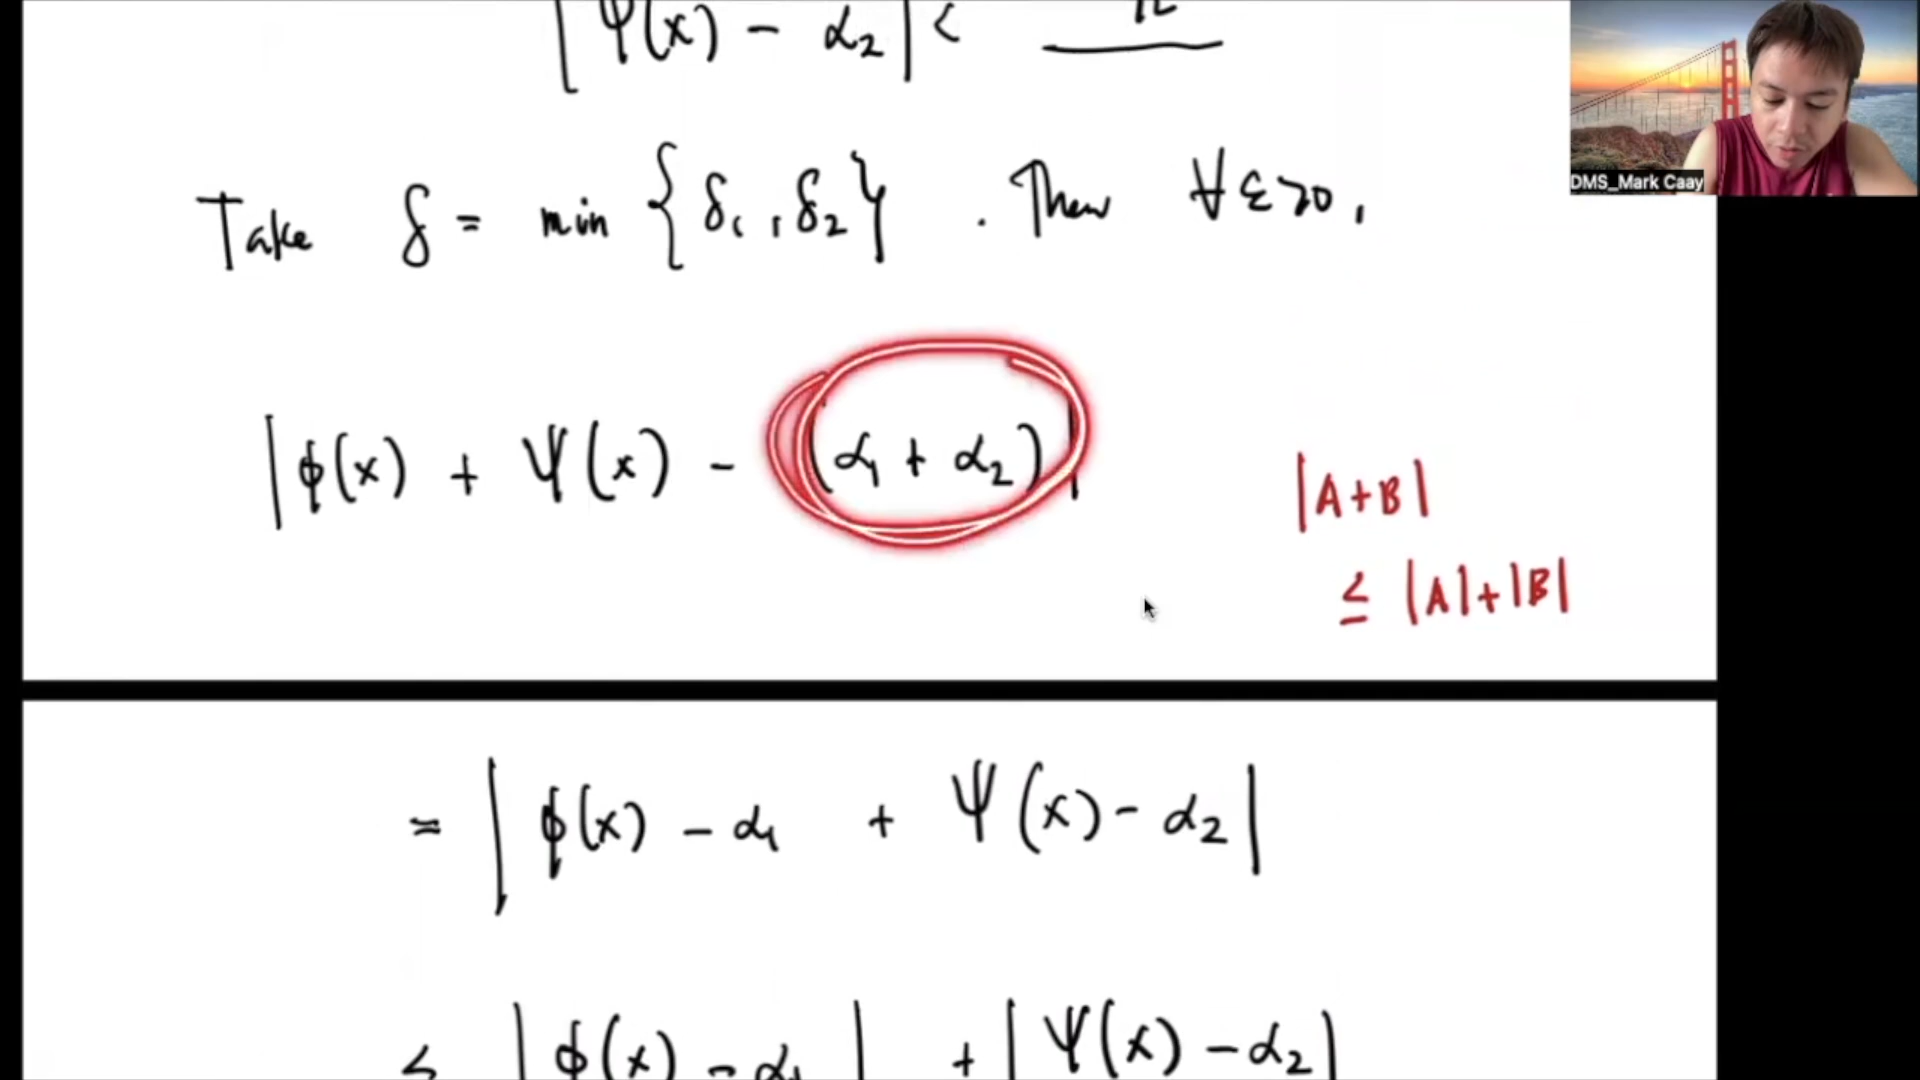 |Ψ(x) - α₂| <
Take δ = min {δ₁, δ₂}. Then ∀ε>0,
|ϕ(x) + Ψ(x) - (α₁ + α₂)|
|A+B|
≤ |A|+|B|
= |ϕ(x) - α₁ + Ψ(x) - α₂|
≤ |ϕ(x) - α₁| + |Ψ(x) - α₂|
DMS_Mark Caay